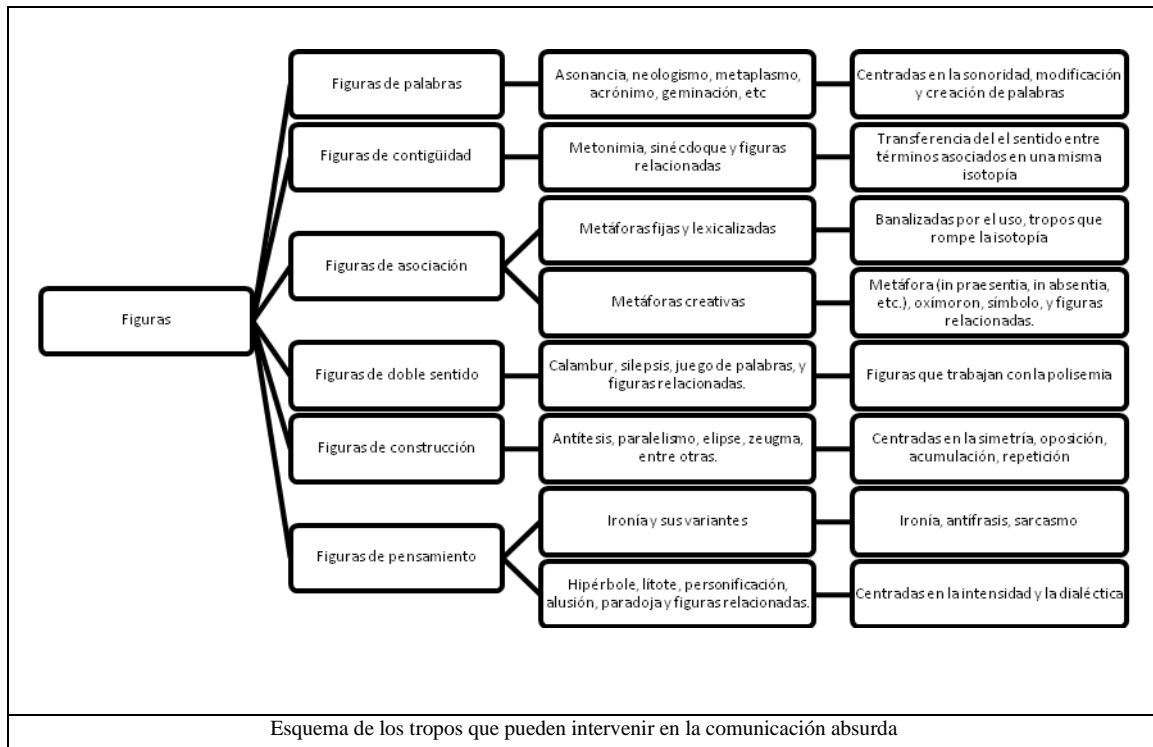 Figuras
Figuras de palabras
Asonancia, neologismo, metaplasmo,
acrónimo, geminación, etc
Centradas en la sonoridad, modificación
y creación de palabras
Figuras de contigüidad
Metonimia, sinécdoque y figuras
relacionadas
Transferencia del el sentido entre
términos asociados en una misma
isotopía
Figuras de asociación
Metáforas fijas y lexicalizadas
Banalizadas por el uso, tropos que
rompe la isotopía
Metáforas creativas
Metáfora (in praesentia, in absentia,
etc.), oxímoron, símbolo, y figuras
relacionadas.
Figuras de doble sentido
Calambur, silepsis, juego de palabras, y
figuras relacionadas.
Figuras que trabajan con la polisemia
Figuras de construcción
Antítesis, paralelismo, elipse, zeugma,
entre otras.
Centradas en la simetría, oposición,
acumulación, repetición
Figuras de pensamiento
Ironía y sus variantes
Ironía, antífrasis, sarcasmo
Hipérbole, lítote, personificación,
alusión, paradoja y figuras relacionadas.
Centradas en la intensidad y la dialéctica
Esquema de los tropos que pueden intervenir en la comunicación absurda